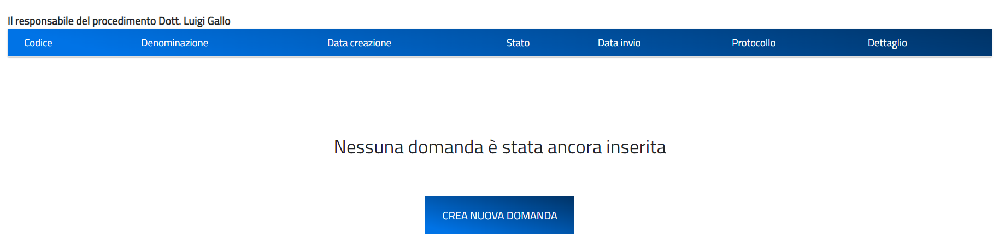 Il responsabile del procedimento Dott. Luigi Gallo
Codice Denominazione Data creazione Stato Data invio Protocollo Dettaglio
Nessuna domanda è stata ancora inserita
CREA NUOVA DOMANDA